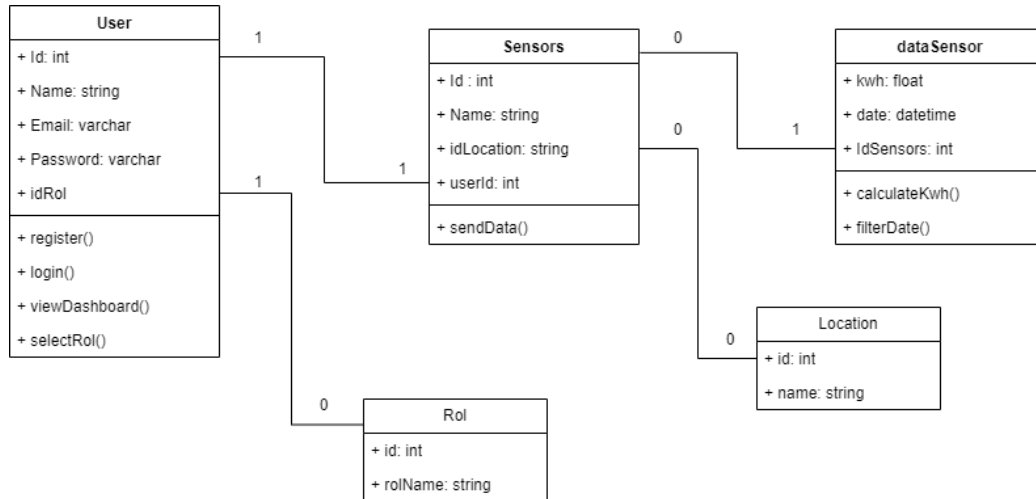 User
+ Id: int
+ Name: string
+ Email: varchar
+ Password: varchar
+ idRol
+ register()
+ login()
+ viewDashboard()
+ selectRol()
1
1
1
0
Sensors
+ Id : int
+ Name: string
+ idLocation: string
+ userId: int
+ sendData()
0
1
0
0
dataSensor
+ kwh: float
+ date: datetime
+ IdSensors: int
+ calculateKwh()
+ filterDate()
Location
+ id: int
+ name: string
Rol
+ id: int
+ rolName: string